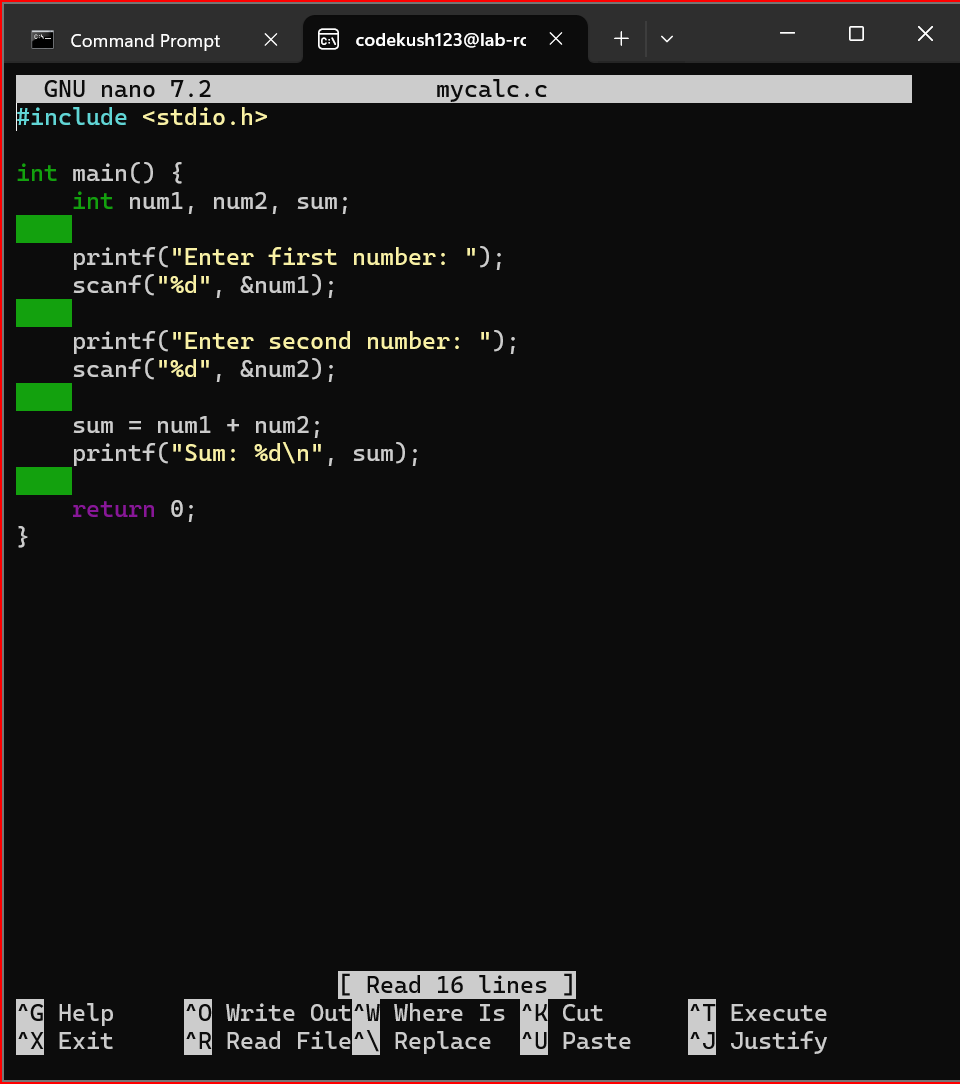 Command Prompt codekush123@lab-rc
GNU nano 7.2 mycalc.c
#include <stdio.h>

int main() {
    int num1, num2, sum;

    printf("Enter first number: ");
    scanf("%d", &num1);

    printf("Enter second number: ");
    scanf("%d", &num2);

    sum = num1 + num2;
    printf("Sum: %d\n", sum);

    return 0;
}
[ Read 16 lines ]
^G Help ^O Write Out ^W Where Is ^K Cut ^T Execute
^X Exit ^R Read File ^\ Replace ^U Paste ^J Justify